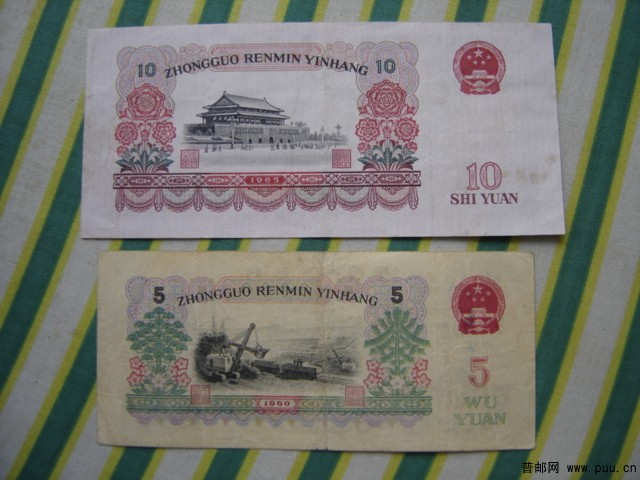 10 ZHONGGUO RENMIN YINHANG 10
1965
10
SHI YUAN
5 ZHONGGUO RENMIN YINHANG 5
1960
5
WU
YUAN
普邮网 www.puu.cn